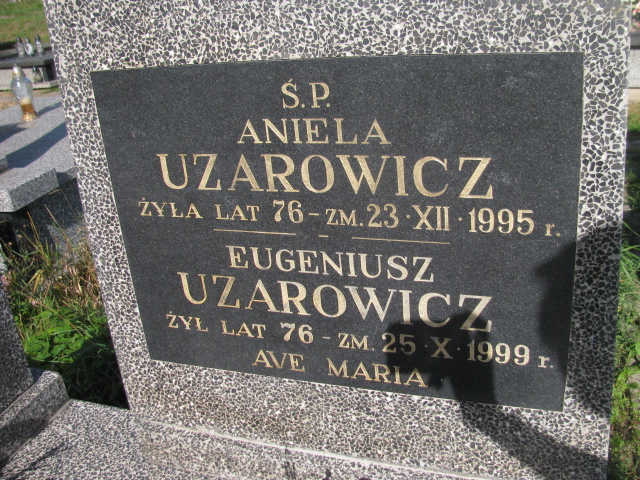 Ś.P.
ANIELA
UZAROWICZ
ŻYŁA LAT 76 - ZM. 23 · XII · 1995 r.
EUGENIUSZ
UZAROWICZ
ŻYŁ LAT 76 - ZM. 25 · X · 1999 r.
AVE MARIA